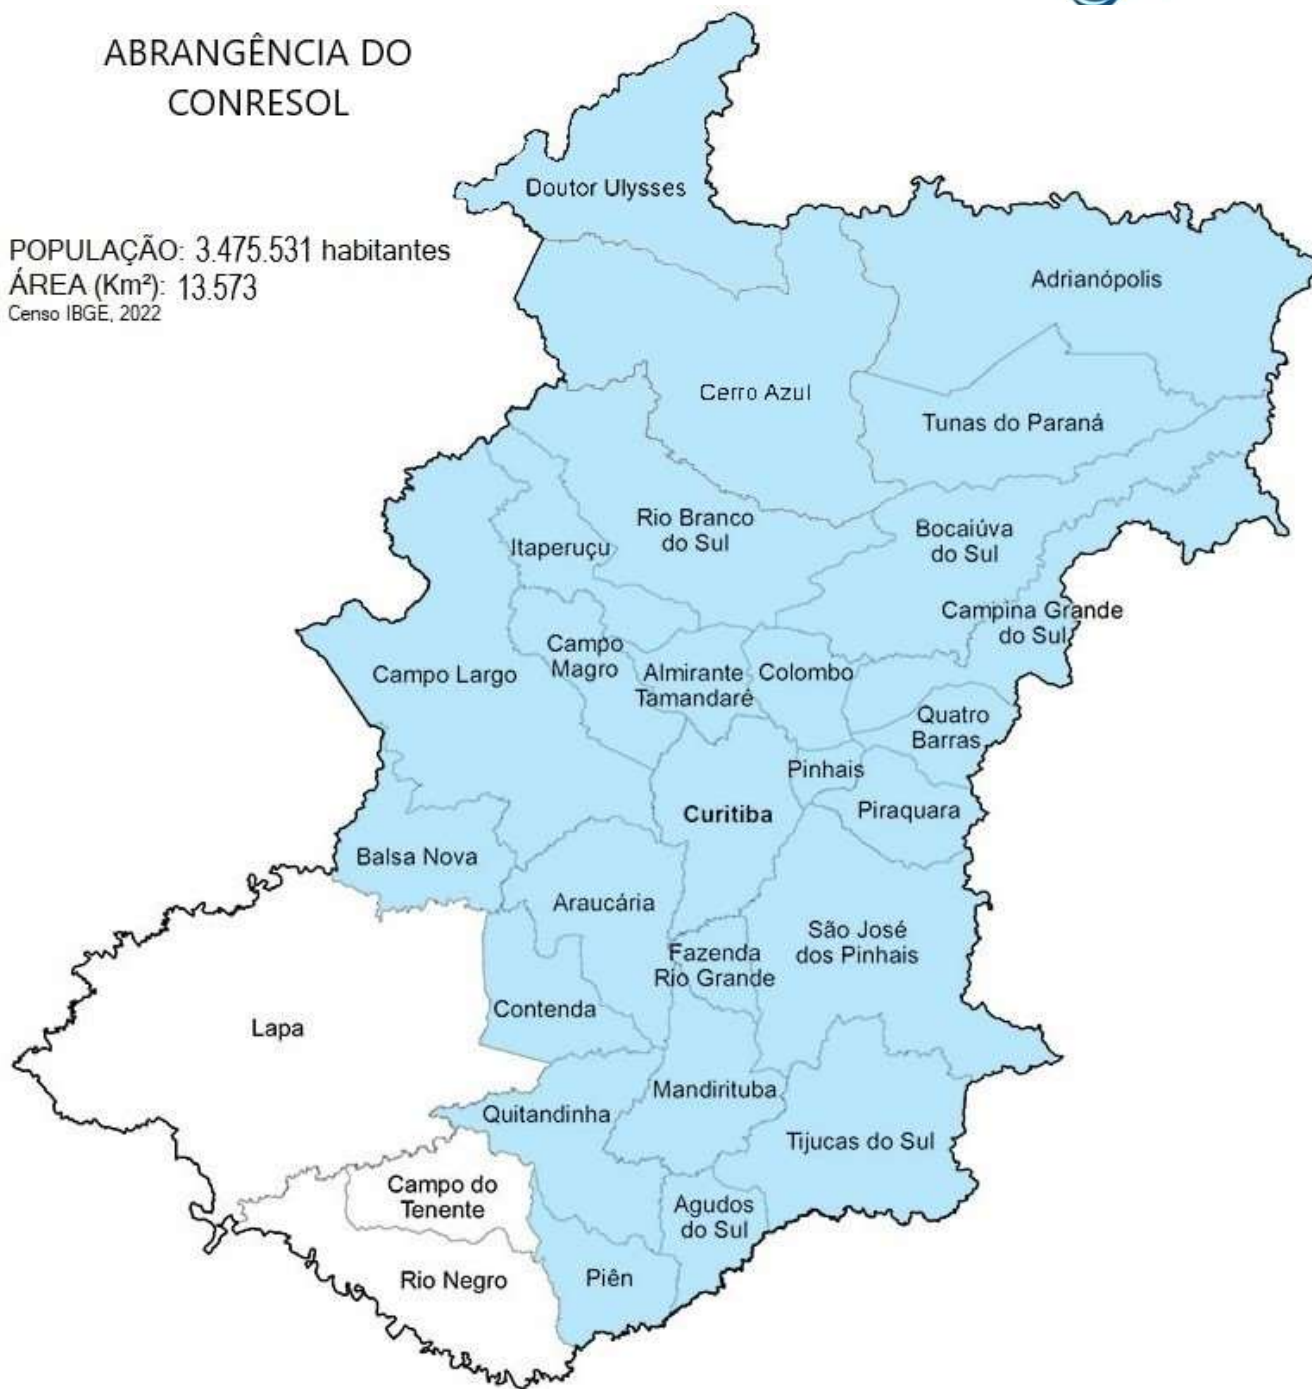 ABRANGÊNCIA DO
CONRESOL
POPULAÇÃO: 3.475.531 habitantes
ÁREA (Km²): 13.573
Censo IBGE, 2022
Doutor Ulysses
Adrianópolis
Cerro Azul
Tunas do Paraná
Rio Branco
do Sul
Bocaiúva
do Sul
Itaperuçu
Campina Grande
do Sul
Campo
Magro
Campo Largo
Almirante
Tamandaré
Colombo
Quatro
Barras
Pinhais
Piraquara
Curitiba
Balsa Nova
Araucária
São José
dos Pinhais
Fazenda
Rio Grande
Contenda
Lapa
Mandirituba
Quitandinha
Tijucas do Sul
Campo do
Tenente
Agudos
do Sul
Rio Negro
Piên